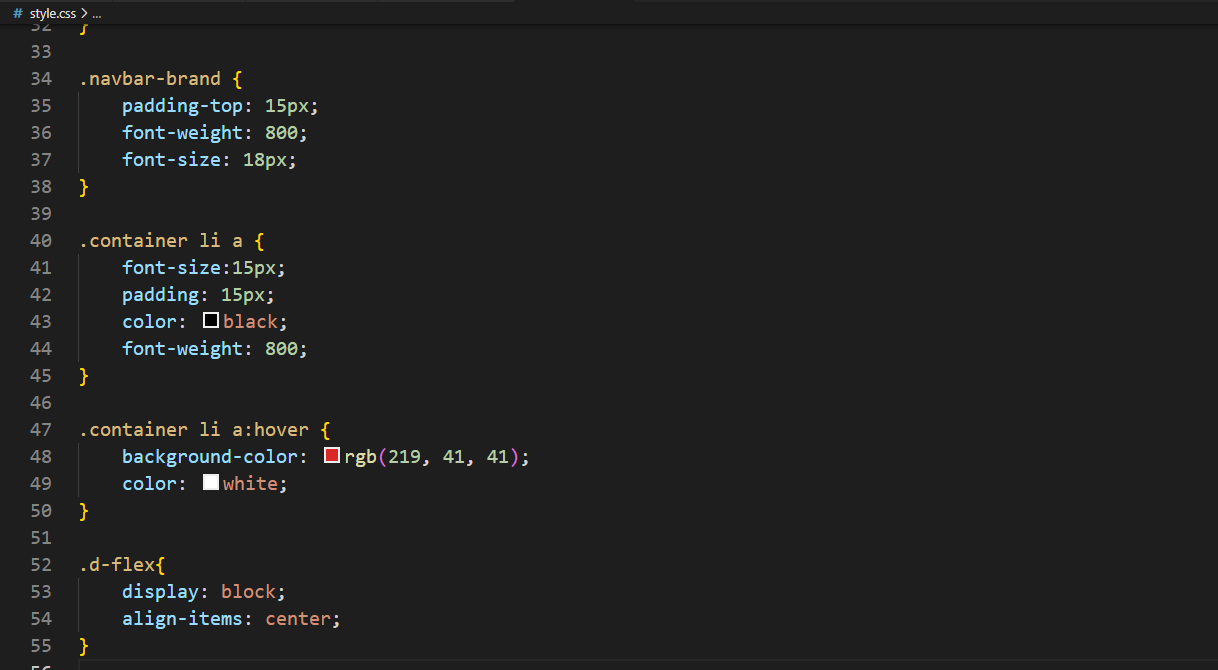 # style.css > ...
32 }
33
34 .navbar-brand {
35     padding-top: 15px;
36     font-weight: 800;
37     font-size: 18px;
38 }
39
40 .container li a {
41     font-size:15px;
42     padding: 15px;
43     color: black;
44     font-weight: 800;
45 }
46
47 .container li a:hover {
48     background-color: rgb(219, 41, 41);
49     color: white;
50 }
51
52 .d-flex{
53     display: block;
54     align-items: center;
55 }
56